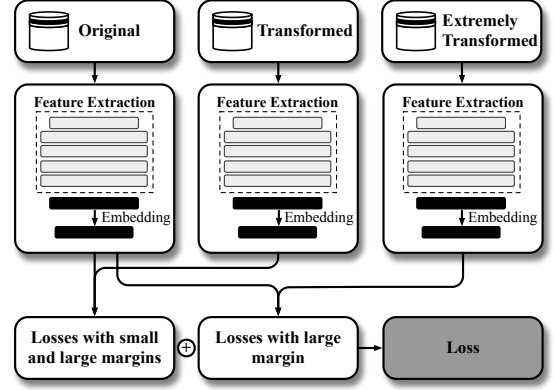 Original
Transformed
Extremely
Transformed
Feature Extraction
Feature Extraction
Feature Extraction
Embedding
Embedding
Embedding
Losses with small
and large margins
+
Losses with large
margin
Loss